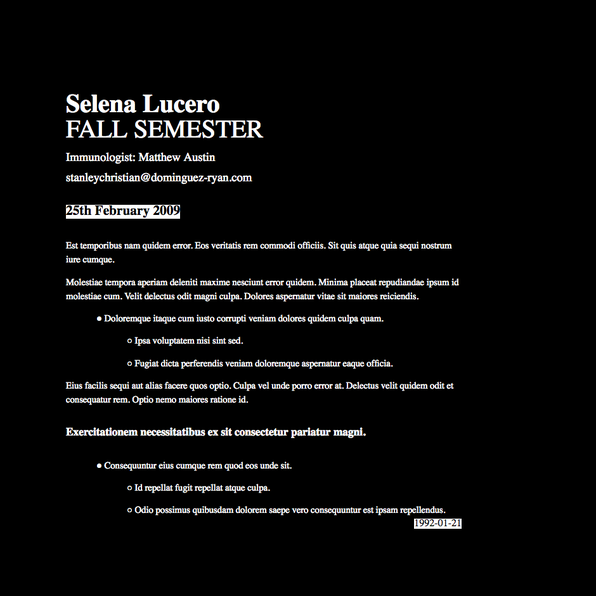 Selena Lucero
FALL SEMESTER
Immunologist: Matthew Austin
stanleychristian@dominguez-ryan.com
25th February 2009
Est temporibus nam quidem error. Eos veritatis rem commodi officiis. Sit quis atque quia sequi nostrum
iure cumque.
Molestiae tempora aperiam deleniti maxime nesciunt error quidem. Minima placeat repudiandae ipsum id
molestiae cum. Velit delectus odit magni culpa. Dolores aspernatur vitae sit maiores reiciendis.
• Doloremque itaque cum iusto corrupti veniam dolores quidem culpa quam.
○ Ipsa voluptatem nisi sint sed.
○ Fugiat dicta perferendis veniam doloremque aspernatur eaque officia.
Eius facilis sequi aut alias facere quos optio. Culpa vel unde porro error at. Delectus velit quidem odit et
consequatur rem. Optio nemo maiores ratione id.
Exercitationem necessitatibus ex sit consectetur pariatur magni.
• Consequuntur eius cumque rem quod eos unde sit.
○ Id repellat fugit repellat atque culpa.
○ Odio possimus quibusdam dolorem saepe vero consequuntur est ipsam repellendus.
1992-01-21